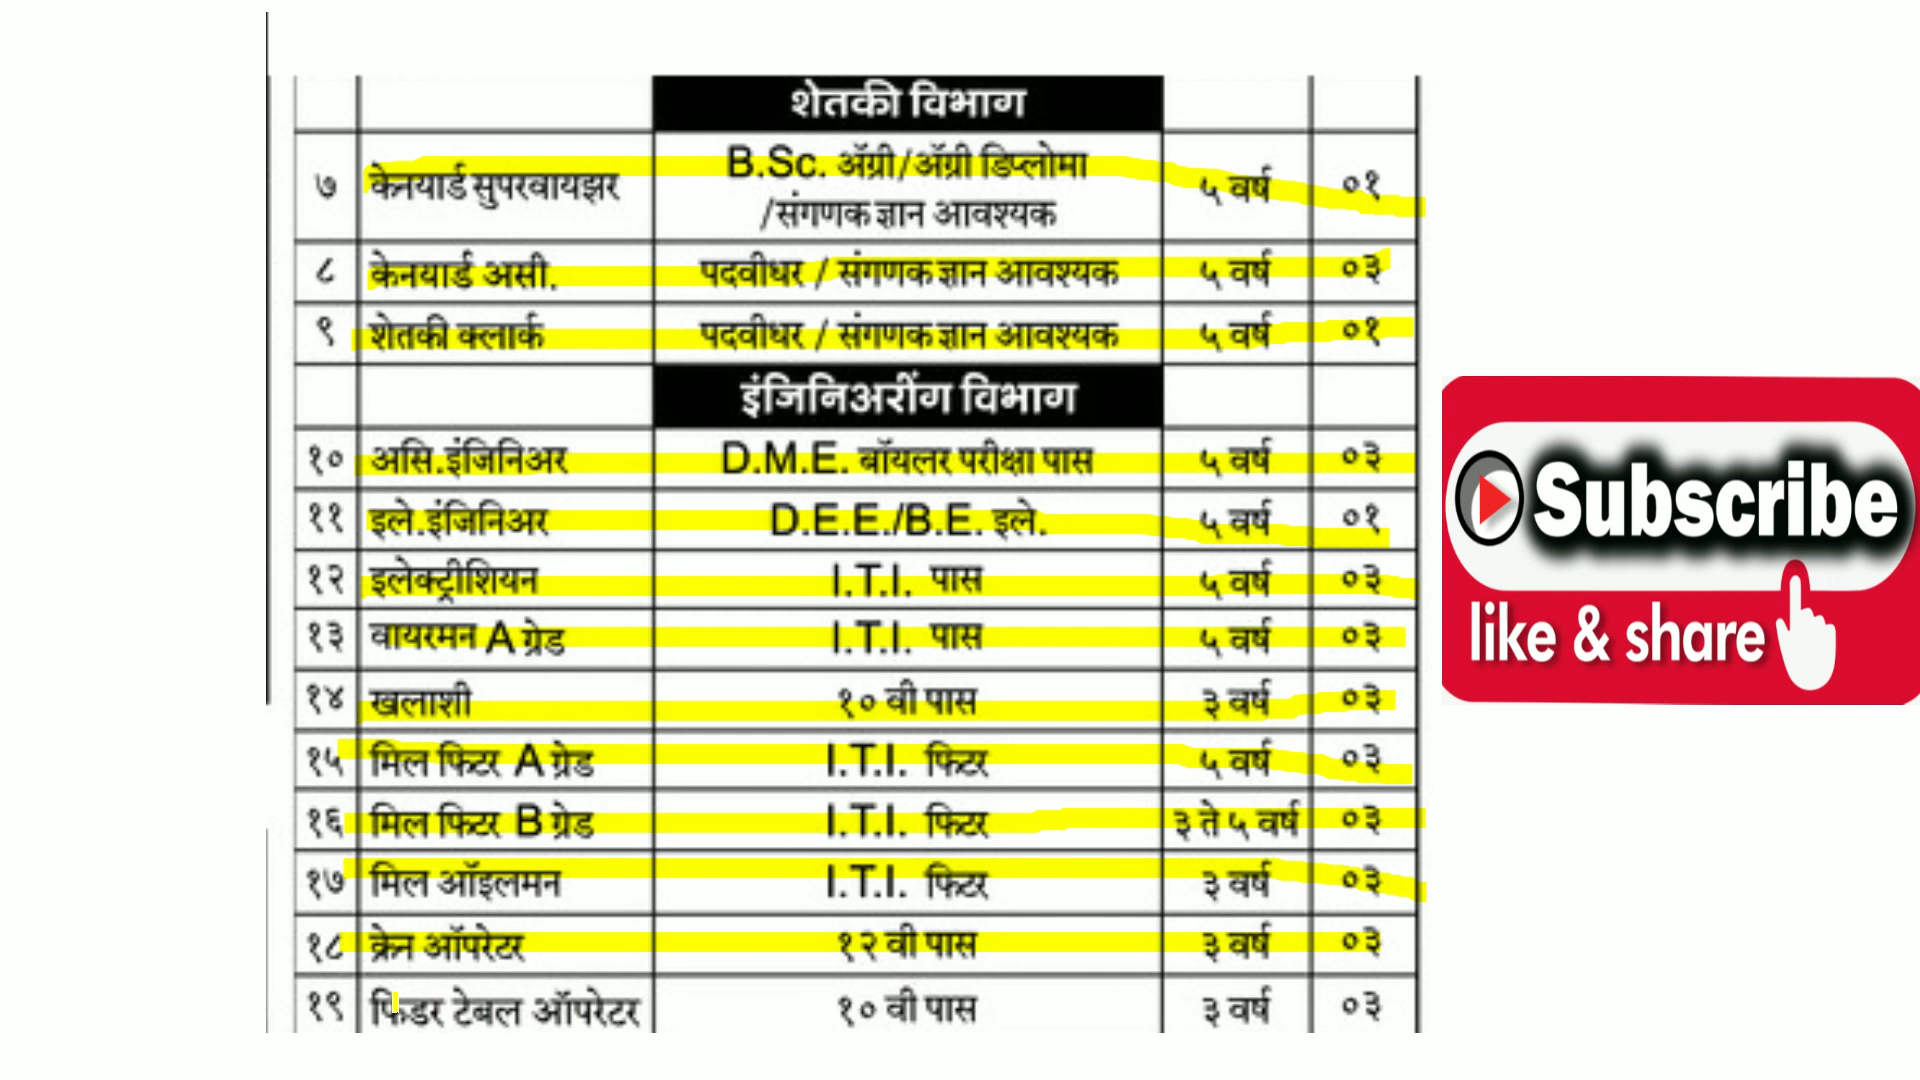 शेतकी विभाग
७ केनयार्ड सुपरवायझर B.Sc. ॲग्री/ॲग्री डिप्लोमा ५ वर्ष ०१
/संगणक ज्ञान आवश्यक
८ केनयार्ड असी. पदवीधर / संगणक ज्ञान आवश्यक ५ वर्ष ०३
९ शेतकी क्लार्क पदवीधर / संगणक ज्ञान आवश्यक ५ वर्ष ०१
इंजिनिअरींग विभाग
१० असि.इंजिनिअर D.M.E. बॉयलर परीक्षा पास ५ वर्ष ०३
११ इले.इंजिनिअर D.E.E./B.E. इले. ५ वर्ष ०१
१२ इलेक्ट्रीशियन I.T.I. पास ५ वर्ष ०३
१३ वायरमन A ग्रेड I.T.I. पास ५ वर्ष ०३
१४ खलाशी १० वी पास ३ वर्ष ०३
१५ मिल फिटर A ग्रेड I.T.I. फिटर ५ वर्ष ०३
१६ मिल फिटर B ग्रेड I.T.I. फिटर ३ ते ५ वर्ष ०३
१७ मिल ऑइलमन I.T.I. फिटर ३ वर्ष ०३
१८ क्रेन ऑपरेटर १२ वी पास ३ वर्ष ०३
१९ फिडर टेबल ऑपरेटर १० वी पास ३ वर्ष ०३
Subscribe
like & share